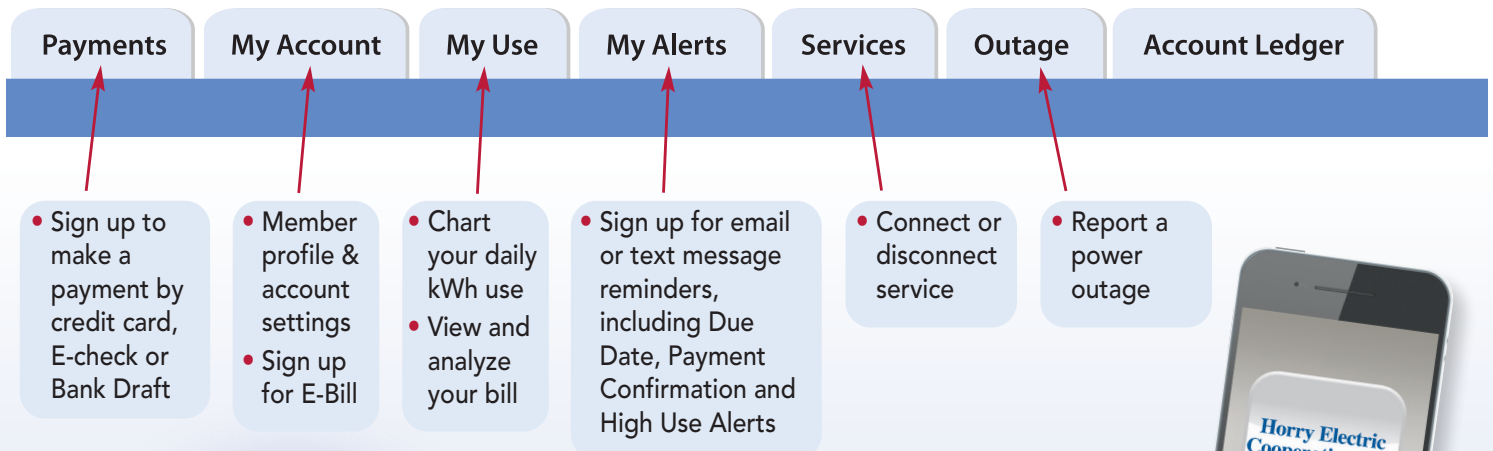 Payments
My Account
My Use
My Alerts
Services
Outage
Account Ledger
• Sign up to
make a
payment by
credit card,
E-check or
Bank Draft
• Member
profile &
account
settings
• Sign up
for E-Bill
• Chart
your daily
kWh use
• View and
analyze
your bill
• Sign up for email
or text message
reminders,
including Due
Date, Payment
Confirmation and
High Use Alerts
• Connect or
disconnect
service
• Report a
power
outage
Horry Electric